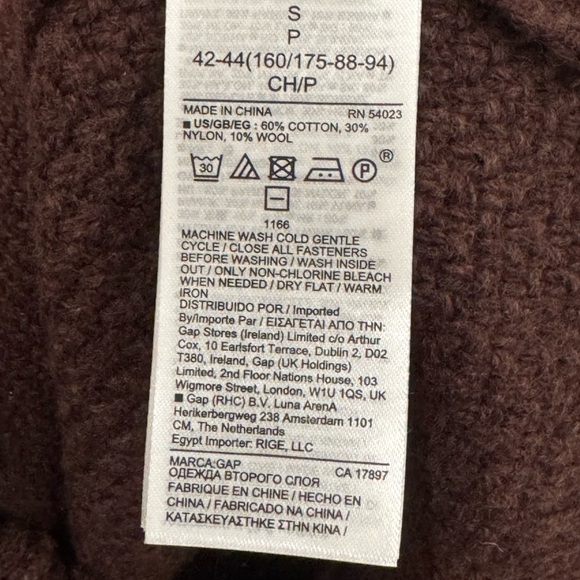 S
P
42-44(160/175-88-94)
CH/P
MADE IN CHINA RN 54023
■ US/GB/EG : 60% COTTON, 30%
NYLON, 10% WOOL
30 P ®
1166
MACHINE WASH COLD GENTLE
CYCLE / CLOSE ALL FASTENERS
BEFORE WASHING / WASH INSIDE
OUT / ONLY NON-CHLORINE BLEACH
WHEN NEEDED / DRY FLAT / WARM
IRON
DISTRIBUIDO POR / Imported
By/Importe Par / ΕΙΣΑΓΕΤΑΙ ΑΠΟ ΤΗΝ:
Gap Stores (Ireland) Limited c/o Arthur
Cox, 10 Earlsfort Terrace, Dublin 2, D02
T380, Ireland, Gap (UK Holdings)
Limited, 2nd Floor Nations House, 103
Wigmore Street, London, W1U 1QS, UK
■ Gap (RHC) B.V. Luna ArenA
Herikerbergweg 238 Amsterdam 1101
CM, The Netherlands
Egypt Importer: RIGE, LLC
MARCA:GAP CA 17897
ОДЕЖДА ВТОРОГО СЛОЯ
FABRIQUE EN CHINE / HECHO EN
CHINA / FABRICADO NA CHINA /
ΚΑΤΑΣΚΕΥΑΣΤΗΚΕ ΣΤΗΝ ΚΙΝΑ /